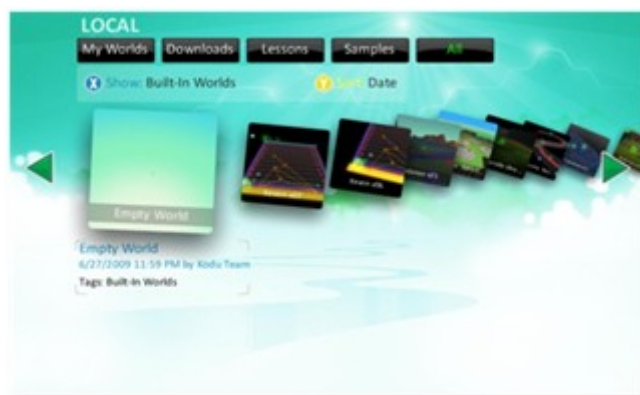 LOCAL
My Worlds Downloads Lessons Samples All
X Show: Built-In Worlds Y Sort: Date
Empty World
Empty World
6/27/2009 11:59 PM by Kodu Team
Tags: Built-In Worlds